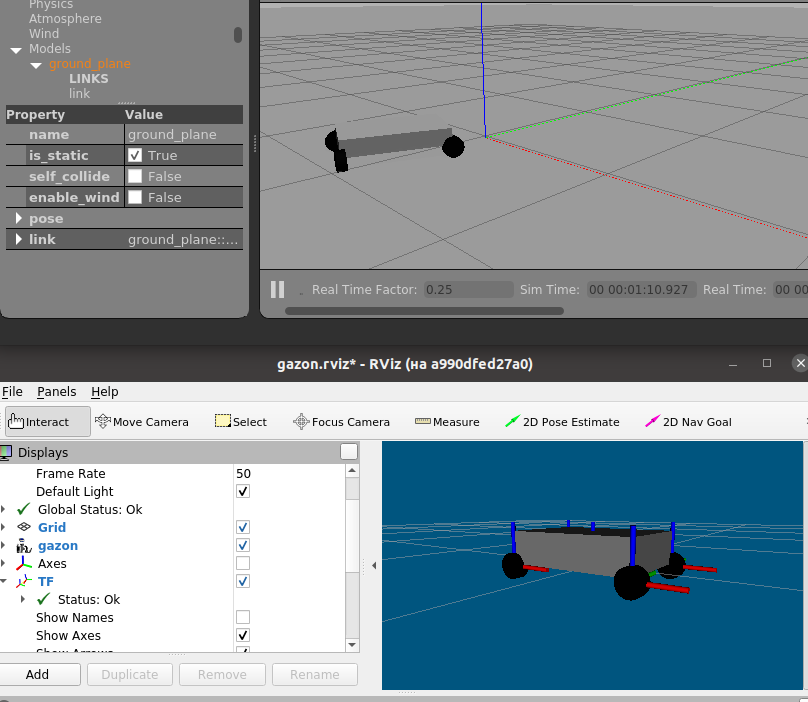 Physics
Atmosphere
Wind
Models
ground_plane
LINKS
link
Property Value
name ground_plane
is_static True
self_collide False
enable_wind False
pose
link ground_plane::...
Real Time Factor: 0.25 Sim Time: 00 00:01:10.927 Real Time: 00 00
gazon.rviz* - RViz (на a990dfed27a0)
File Panels Help
Interact Move Camera Select Focus Camera Measure 2D Pose Estimate 2D Nav Goal
Displays
Frame Rate 50
Default Light
Global Status: Ok
Grid
gazon
Axes
TF
Status: Ok
Show Names
Show Axes
Show Arrows
Add Duplicate Remove Rename